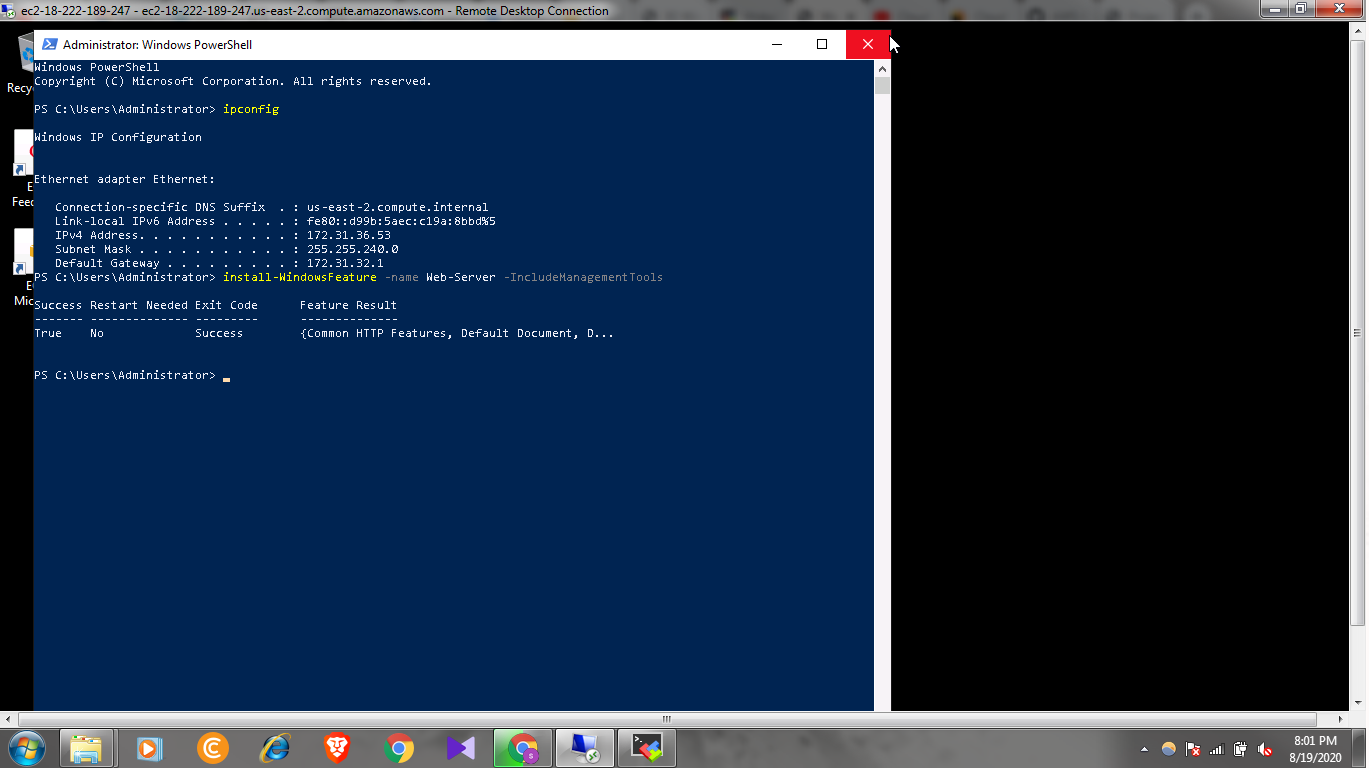 ec2-18-222-189-247 - ec2-18-222-189-247.us-east-2.compute.amazonaws.com - Remote Desktop Connection
Administrator: Windows PowerShell
Windows PowerShell
Copyright (C) Microsoft Corporation. All rights reserved.
Recyc
PS C:\Users\Administrator> ipconfig
Windows IP Configuration
Ethernet adapter Ethernet:
E
Feed
Connection-specific DNS Suffix  . : us-east-2.compute.internal
Link-local IPv6 Address . . . . . : fe80::d99b:5aec:c19a:8bbd%5
IPv4 Address. . . . . . . . . . . : 172.31.36.53
Subnet Mask . . . . . . . . . . . : 255.255.240.0
Default Gateway . . . . . . . . . : 172.31.32.1
PS C:\Users\Administrator> install-WindowsFeature -name Web-Server -IncludeManagementTools
Mic
Success Restart Needed Exit Code      Feature Result
------- -------------- ---------      --------------
True    No             Success        {Common HTTP Features, Default Document, D...
PS C:\Users\Administrator>
8:01 PM
8/19/2020